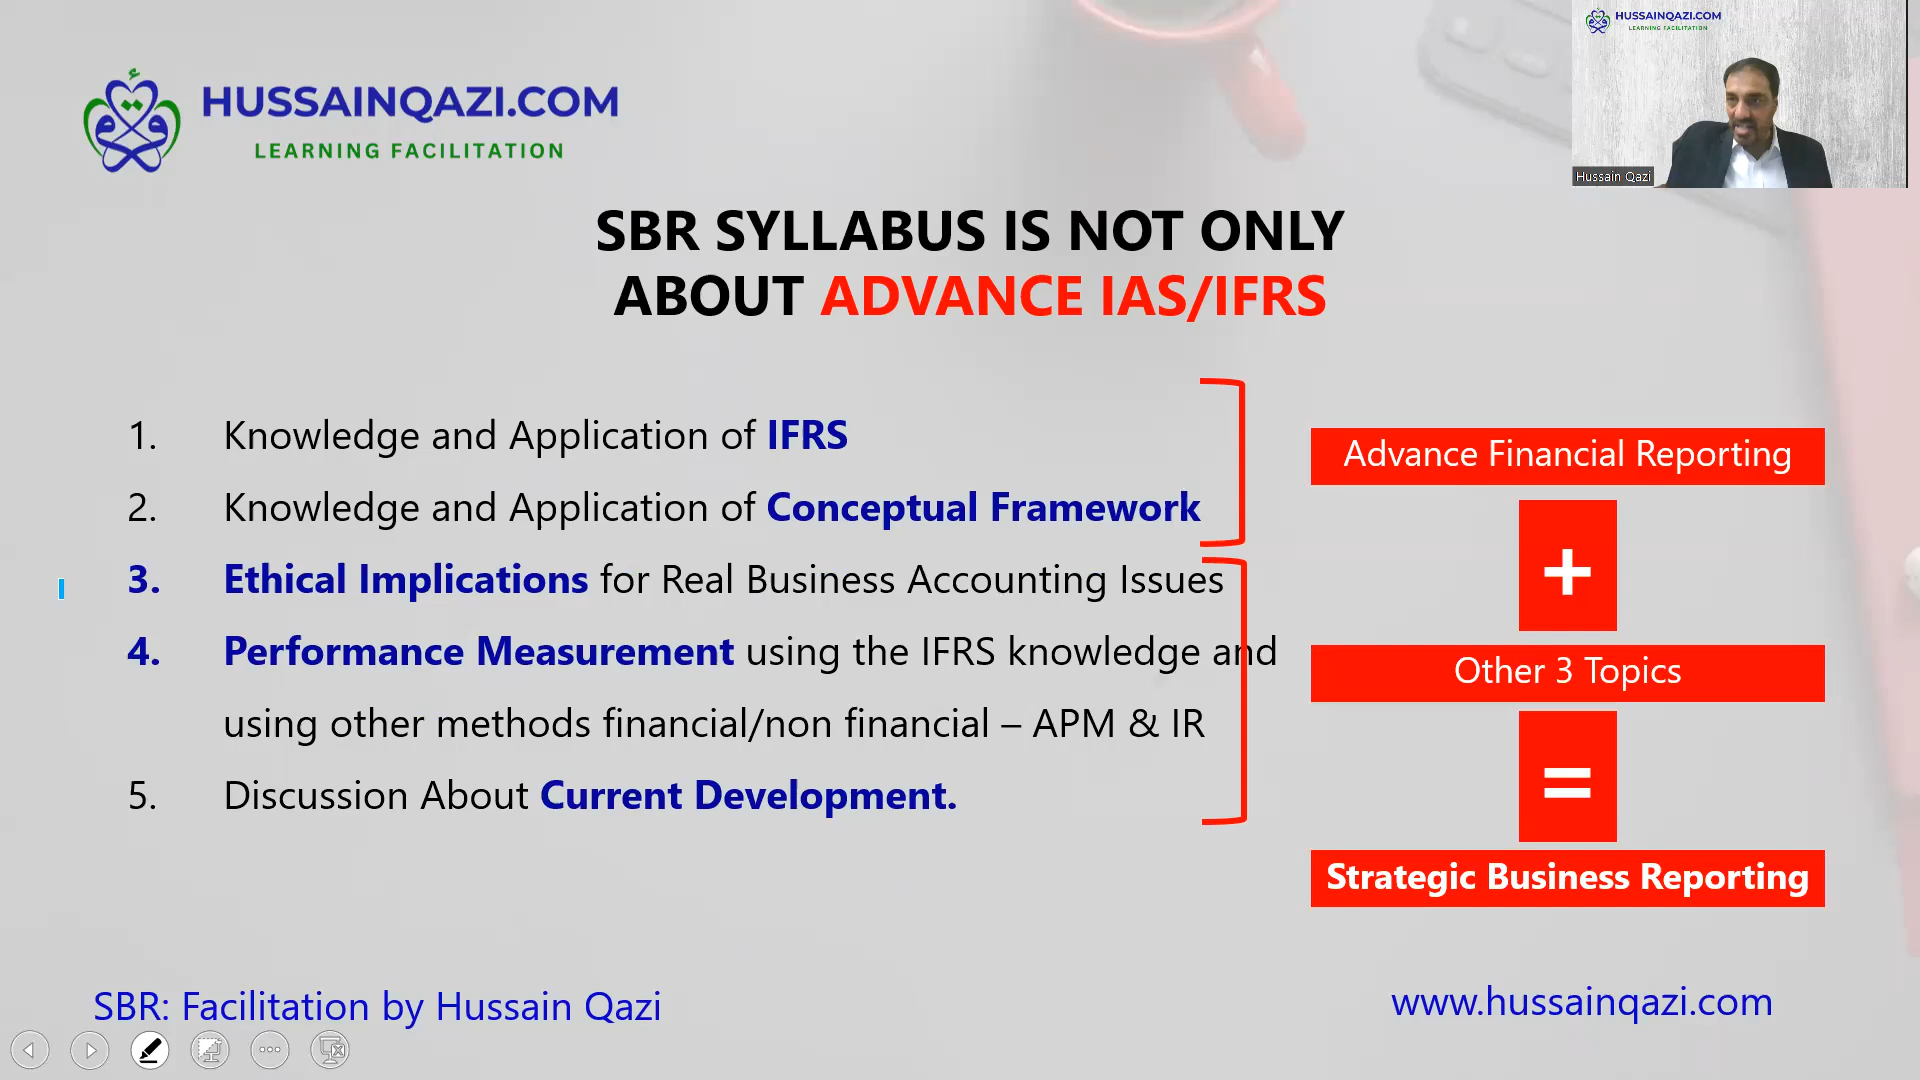 HUSSAINQAZI.COM
LEARNING FACILITATION
HUSSAINQAZI.COM
LEARNING FACILITATION
Hussain Qazi
SBR SYLLABUS IS NOT ONLY
ABOUT ADVANCE IAS/IFRS
1. Knowledge and Application of IFRS
2. Knowledge and Application of Conceptual Framework
3. Ethical Implications for Real Business Accounting Issues
4. Performance Measurement using the IFRS knowledge and
using other methods financial/non financial – APM & IR
5. Discussion About Current Development.
Advance Financial Reporting
+
Other 3 Topics
=
Strategic Business Reporting
SBR: Facilitation by Hussain Qazi
www.hussainqazi.com